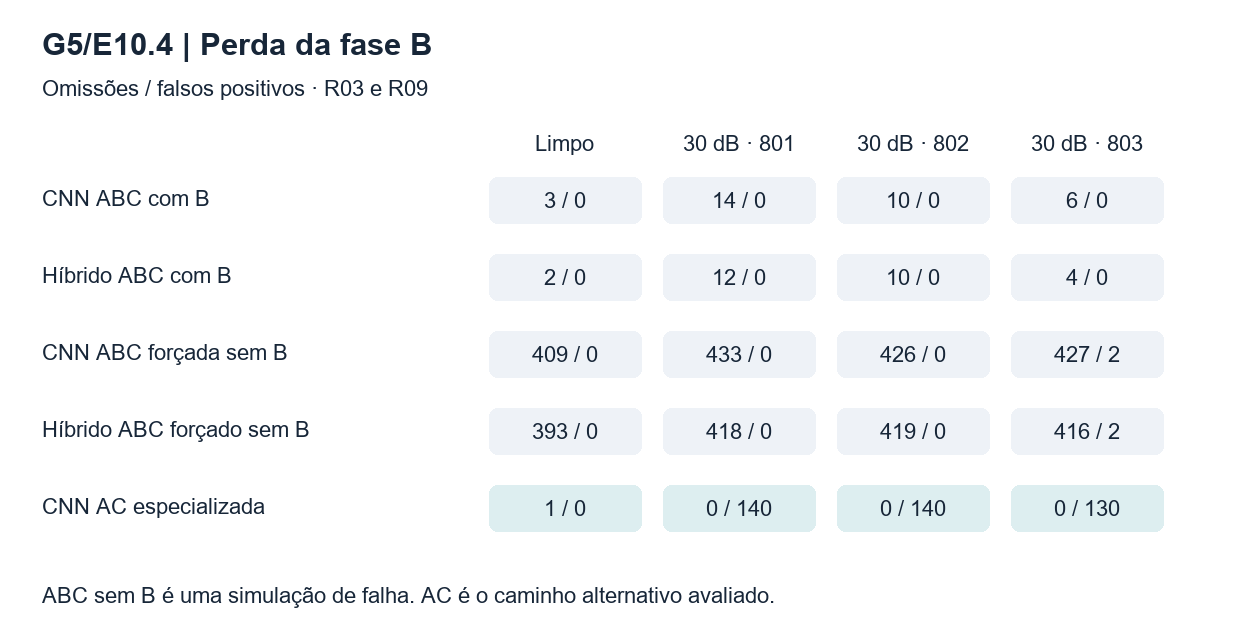 G5/E10.4 | Perda da fase B
Omissões / falsos positivos · R03 e R09
Limpo 30 dB · 801 30 dB · 802 30 dB · 803
CNN ABC com B 3 / 0 14 / 0 10 / 0 6 / 0
Híbrido ABC com B 2 / 0 12 / 0 10 / 0 4 / 0
CNN ABC forçada sem B 409 / 0 433 / 0 426 / 0 427 / 2
Híbrido ABC forçado sem B 393 / 0 418 / 0 419 / 0 416 / 2
CNN AC especializada 1 / 0 0 / 140 0 / 140 0 / 130
ABC sem B é uma simulação de falha. AC é o caminho alternativo avaliado.